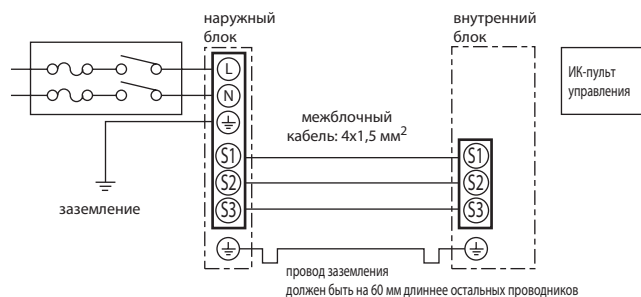 наружный
блок
внутренний
блок
L
N
ИК-пульт
управления
межблочный
кабель: 4x1,5 мм²
S1
S2
S3
S1
S2
S3
заземление
провод заземления
должен быть на 60 мм длиннее остальных проводников